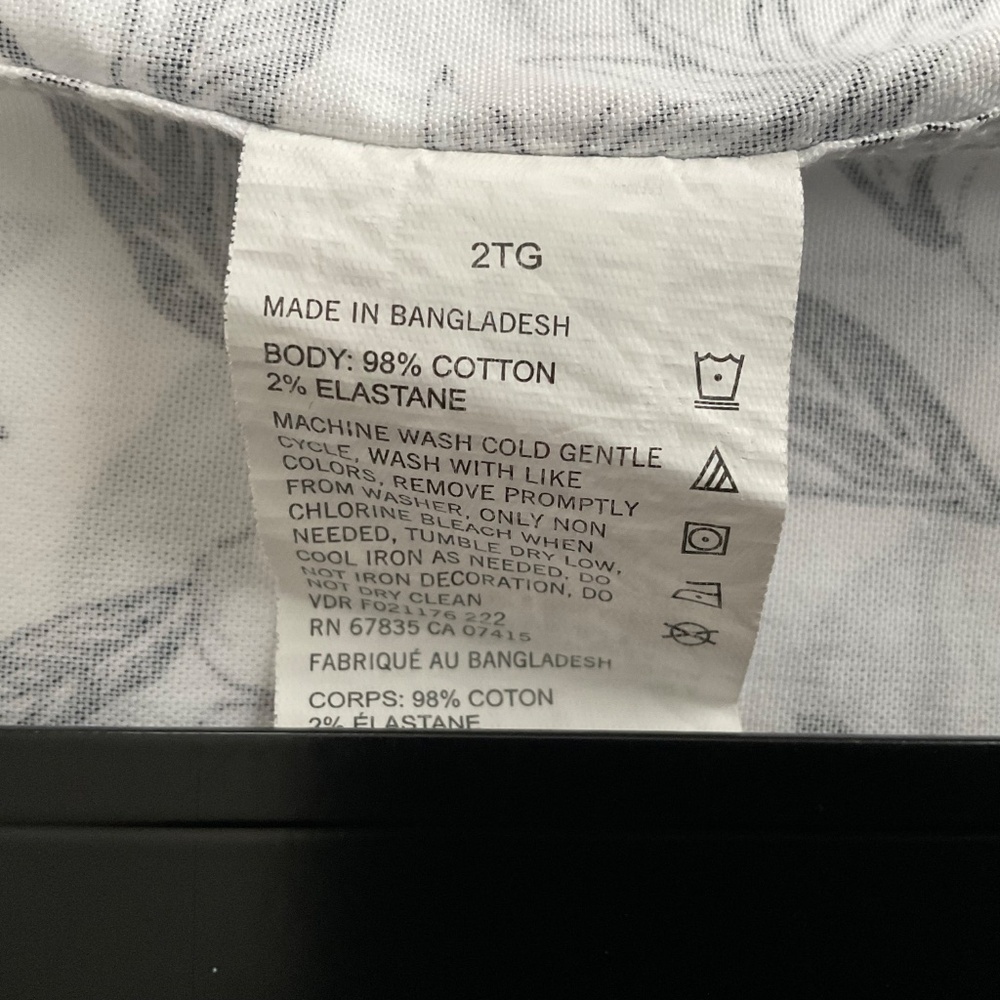 2TG
MADE IN BANGLADESH
BODY: 98% COTTON
2% ELASTANE
MACHINE WASH COLD GENTLE
CYCLE, WASH WITH LIKE
COLORS, REMOVE PROMPTLY
FROM WASHER, ONLY NON
CHLORINE BLEACH WHEN
NEEDED, TUMBLE DRY LOW,
COOL IRON AS NEEDED, DO
NOT IRON DECORATION, DO
NOT DRY CLEAN
VDR F021176 222
RN 67835 CA 07415
FABRIQUÉ AU BANGLADESH
CORPS: 98% COTON
2% ÉLASTANE